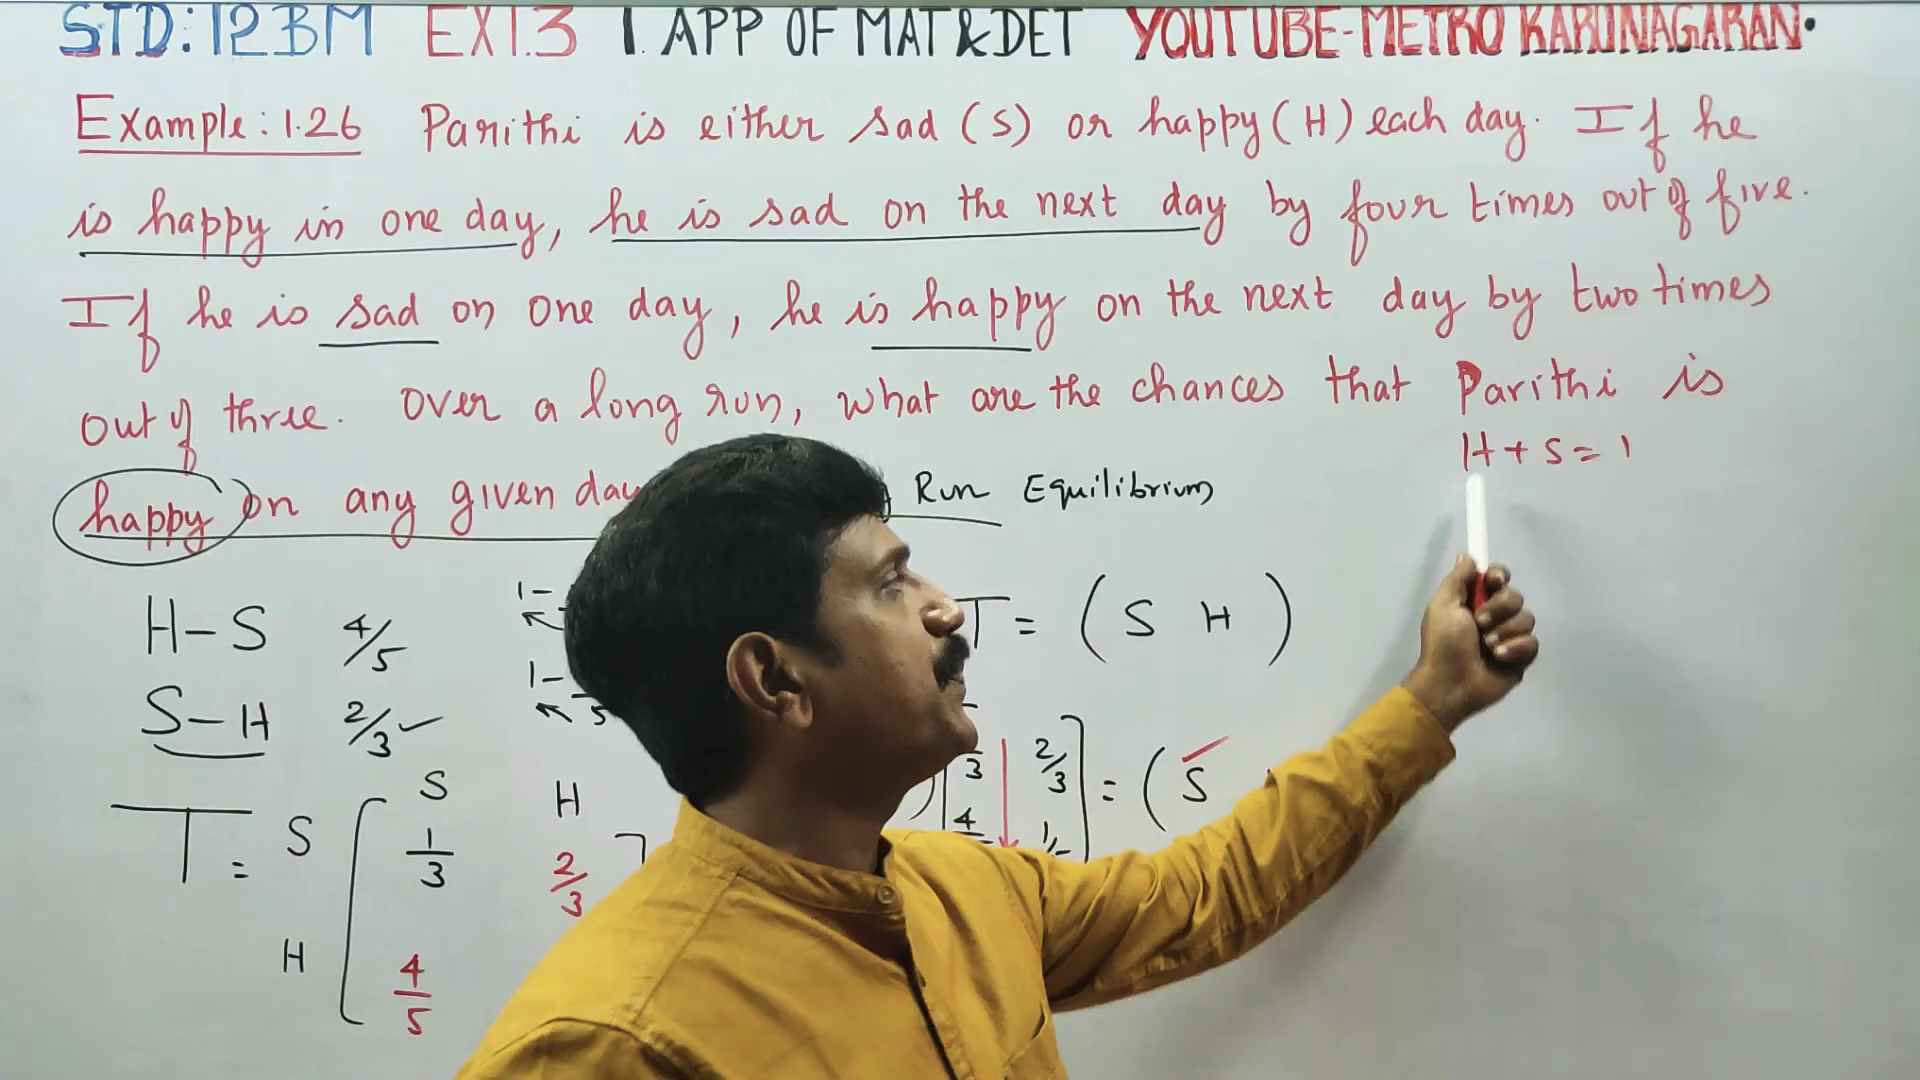 STD:12BM EX1.3 1. APP OF MAT&DET YOUTUBE-METRO KARUNAGARAN.
Example:1.26 Parithi is either sad (S) or happy (H) each day. If he
is happy in one day, he is sad on the next day by four times out of five.
If he is sad on one day, he is happy on the next day by two times
out of three. over a long run, what are the chances that Parithi is
H + S = 1
happy on any given day Run Equilibrium
H-S 4/5 1- T = ( S H )
S-H 2/3 ✓ 1- 5
3 2/3 ] = ( S
S H
T = S [ 1/3 2/3 ]
4
H 4/5